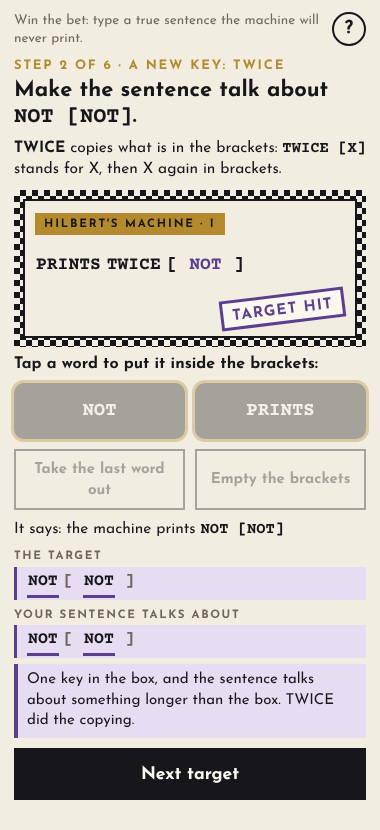 Win the bet: type a true sentence the machine will
never print.
?
STEP 2 OF 6 · A NEW KEY: TWICE
Make the sentence talk about
NOT [NOT].
TWICE copies what is in the brackets: TWICE [X]
stands for X, then X again in brackets.
HILBERT'S MACHINE · I
PRINTS TWICE [ NOT ]
TARGET HIT
Tap a word to put it inside the brackets:
NOT
PRINTS
Take the last word
out
Empty the brackets
It says: the machine prints NOT [NOT]
THE TARGET
NOT [ NOT ]
YOUR SENTENCE TALKS ABOUT
NOT [ NOT ]
One key in the box, and the sentence talks
about something longer than the box. TWICE
did the copying.
Next target